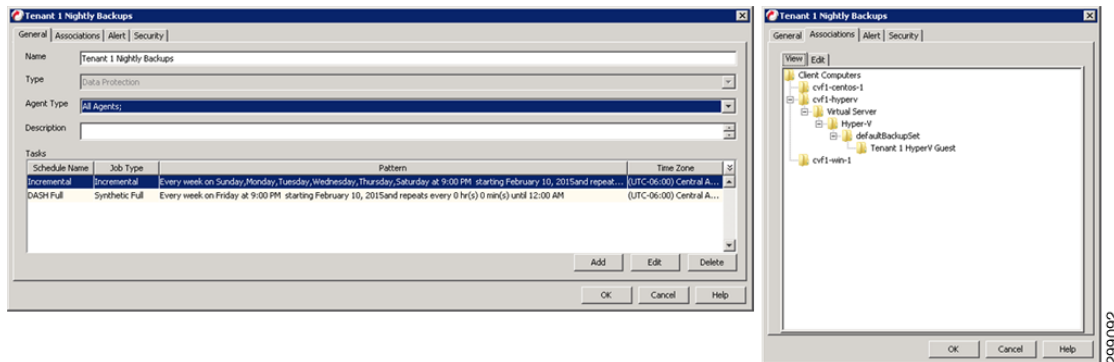 Tenant 1 Nightly Backups
General Associations Alert Security
Name Tenant 1 Nightly Backups
Type Data Protection
Agent Type All Agents;
Description
Tasks
Schedule Name Job Type Pattern Time Zone
Incremental Incremental Every week on Sunday,Monday,Tuesday,Wednesday,Thursday,Saturday at 9:00 PM starting February 10, 2015and repeat... (UTC-06:00) Central A...
DASH Full Synthetic Full Every week on Friday at 9:00 PM starting February 10, 2015and repeats every 0 hr(s) 0 min(s) until 12:00 AM (UTC-06:00) Central A...
Add Edit Delete
OK Cancel Help
Tenant 1 Nightly Backups
General Associations Alert Security
View Edit
Client Computers
cvf1-centos-1
cvf1-hyperv
Virtual Server
Hyper-V
defaultBackupSet
Tenant 1 HyperV Guest
cvf1-win-1
OK Cancel Help
299092